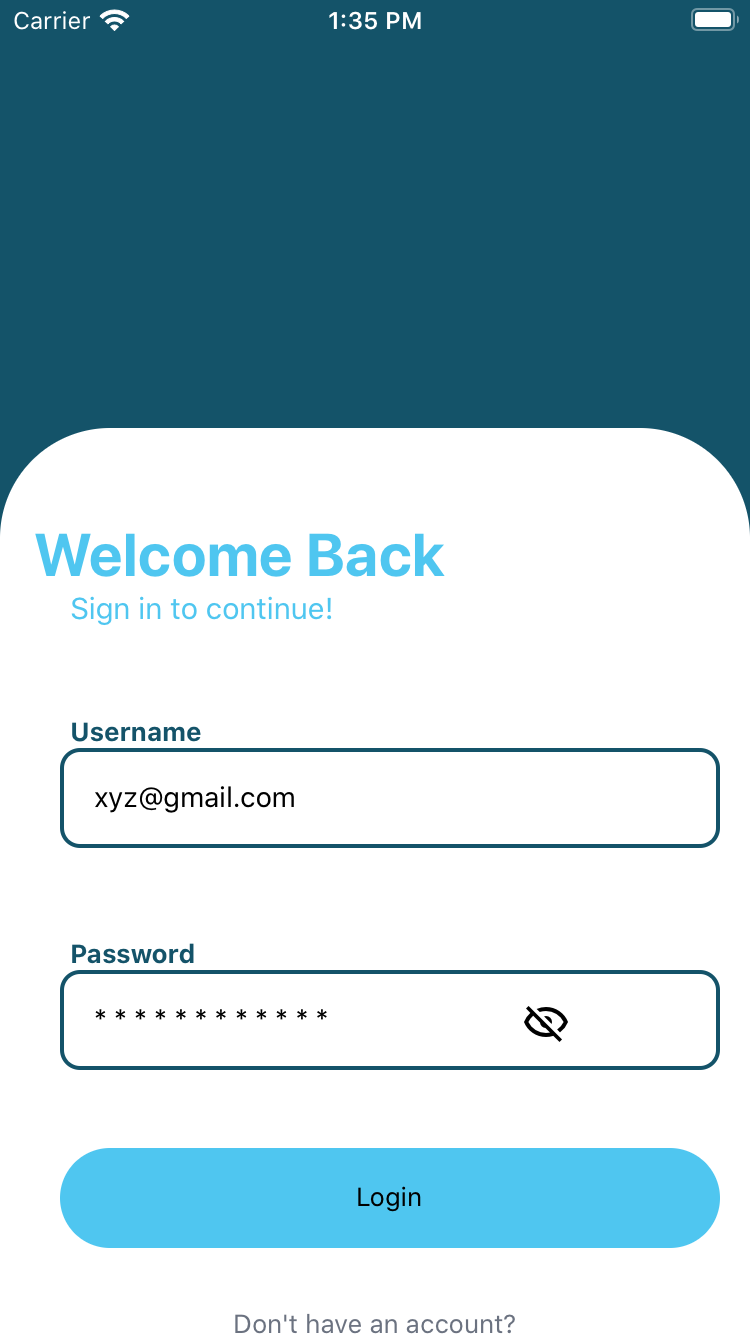 Carrier 1:35 PM
Welcome Back
Sign in to continue!
Username
xyz@gmail.com
Password
* * * * * * * * * * * *
Login
Don't have an account?